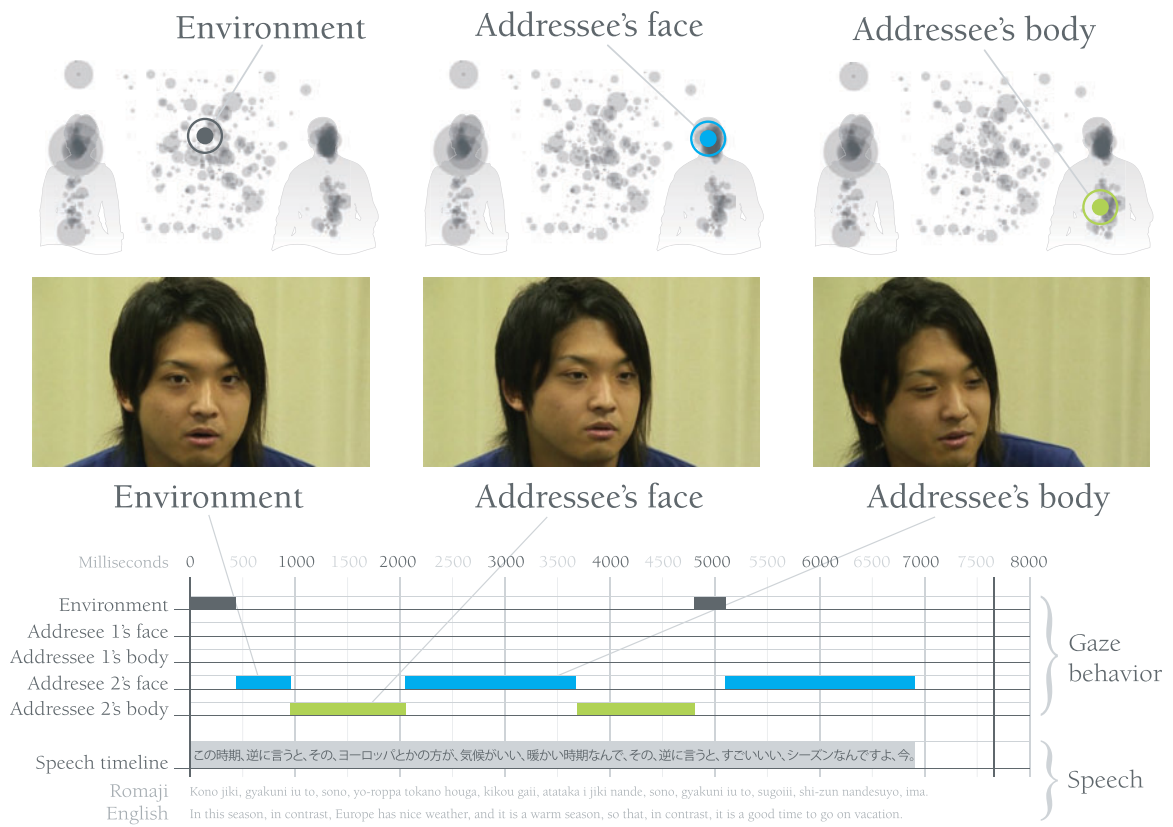 Environment
Addressee's face
Addressee's body
Environment
Addressee's face
Addressee's body
Milliseconds 0 500 1000 1500 2000 2500 3000 3500 4000 4500 5000 5500 6000 6500 7000 7500 8000
Environment
Addresee 1's face
Addressee 1's body
Addresee 2's face
Addressee 2's body
Gaze
behavior
Speech timeline
この時期、逆に言うと、その、ヨーロッパとかの方が、気候がいい、暖かい時期なんで、その、逆に言うと、すごいいい、シーズンなんですよ、今。
Speech
Romaji Kono jiki, gyakuni iu to, sono, yo-roppa tokano houga, kikou gaii, atataka i jiki nande, sono, gyakuni iu to, sugoiii, shi-zun nandesuyo, ima.
English In this season, in contrast, Europe has nice weather, and it is a warm season, so that, in contrast, it is a good time to go on vacation.